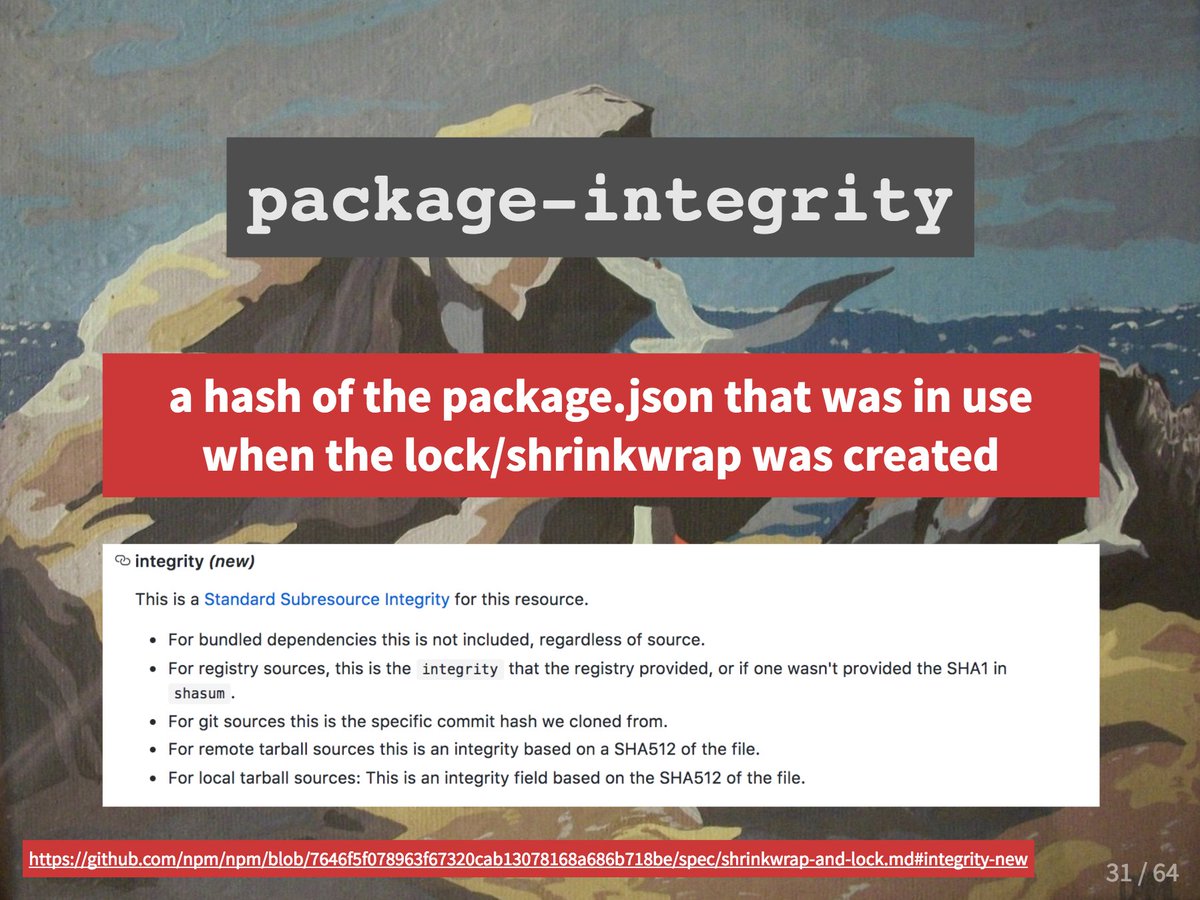 package-integrity
a hash of the package.json that was in use
when the lock/shrinkwrap was created
integrity (new)
This is a Standard Subresource Integrity for this resource.
• For bundled dependencies this is not included, regardless of source.
• For registry sources, this is the integrity that the registry provided, or if one wasn't provided the SHA1 in
shasum .
• For git sources this is the specific commit hash we cloned from.
• For remote tarball sources this is an integrity based on a SHA512 of the file.
• For local tarball sources: This is an integrity field based on the SHA512 of the file.
https://github.com/npm/npm/blob/7646f5f078963f67320cab13078168a686b718be/spec/shrinkwrap-and-lock.md#integrity-new
31 / 64